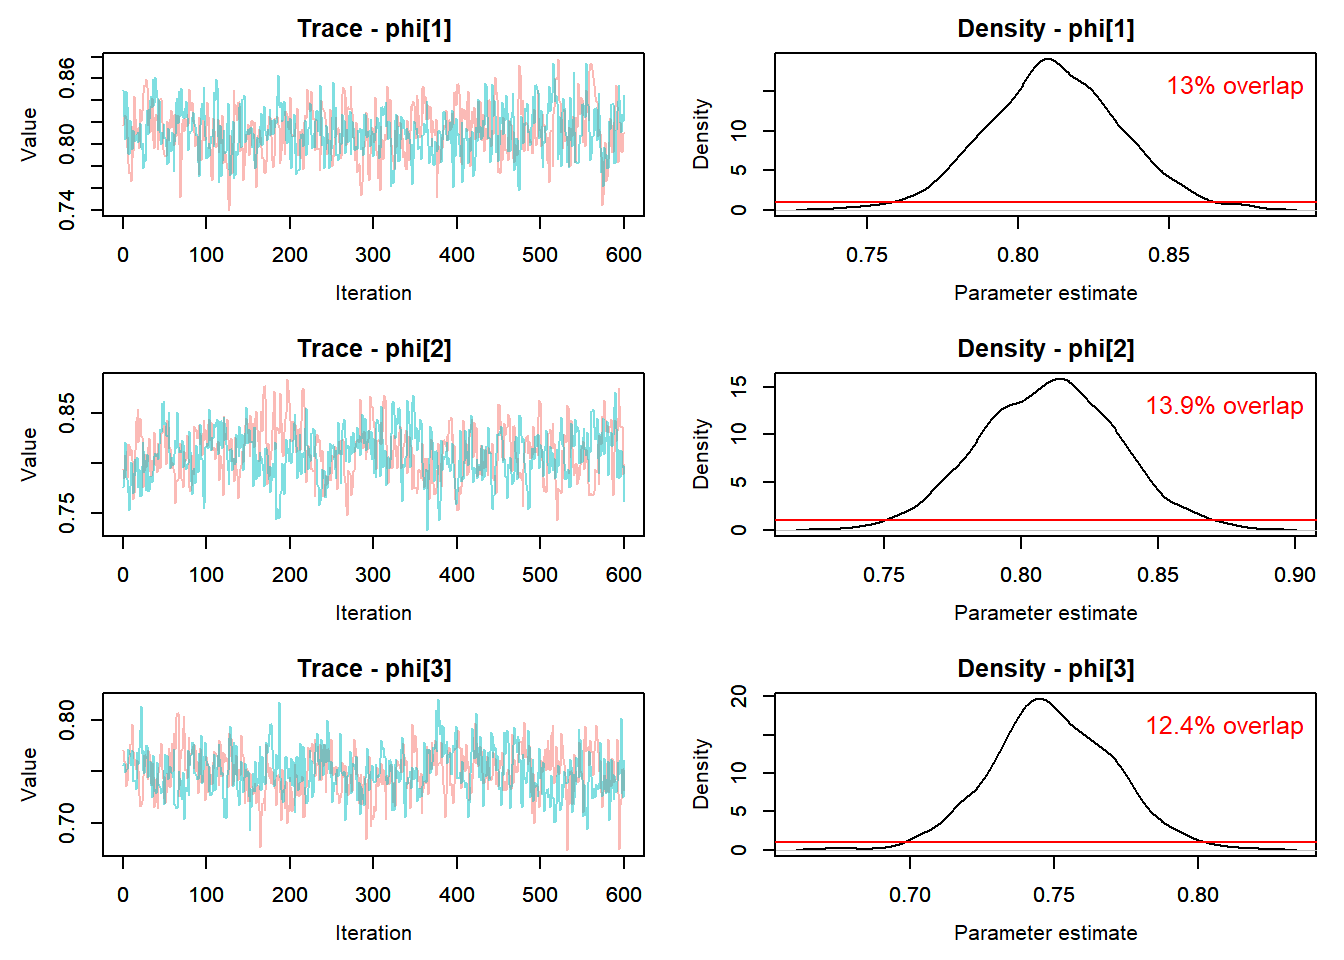 Trace - phi[1]
Value
0.74
0.80
0.86
0 100 200 300 400 500 600
Iteration
Density - phi[1]
13% overlap
Density
0
5
10
0.75 0.80 0.85
Parameter estimate
Trace - phi[2]
Value
0.75
0.85
0 100 200 300 400 500 600
Iteration
Density - phi[2]
13.9% overlap
Density
0
5
10
15
0.75 0.80 0.85 0.90
Parameter estimate
Trace - phi[3]
Value
0.70
0.80
0 100 200 300 400 500 600
Iteration
Density - phi[3]
12.4% overlap
Density
0
5
10
20
0.70 0.75 0.80
Parameter estimate